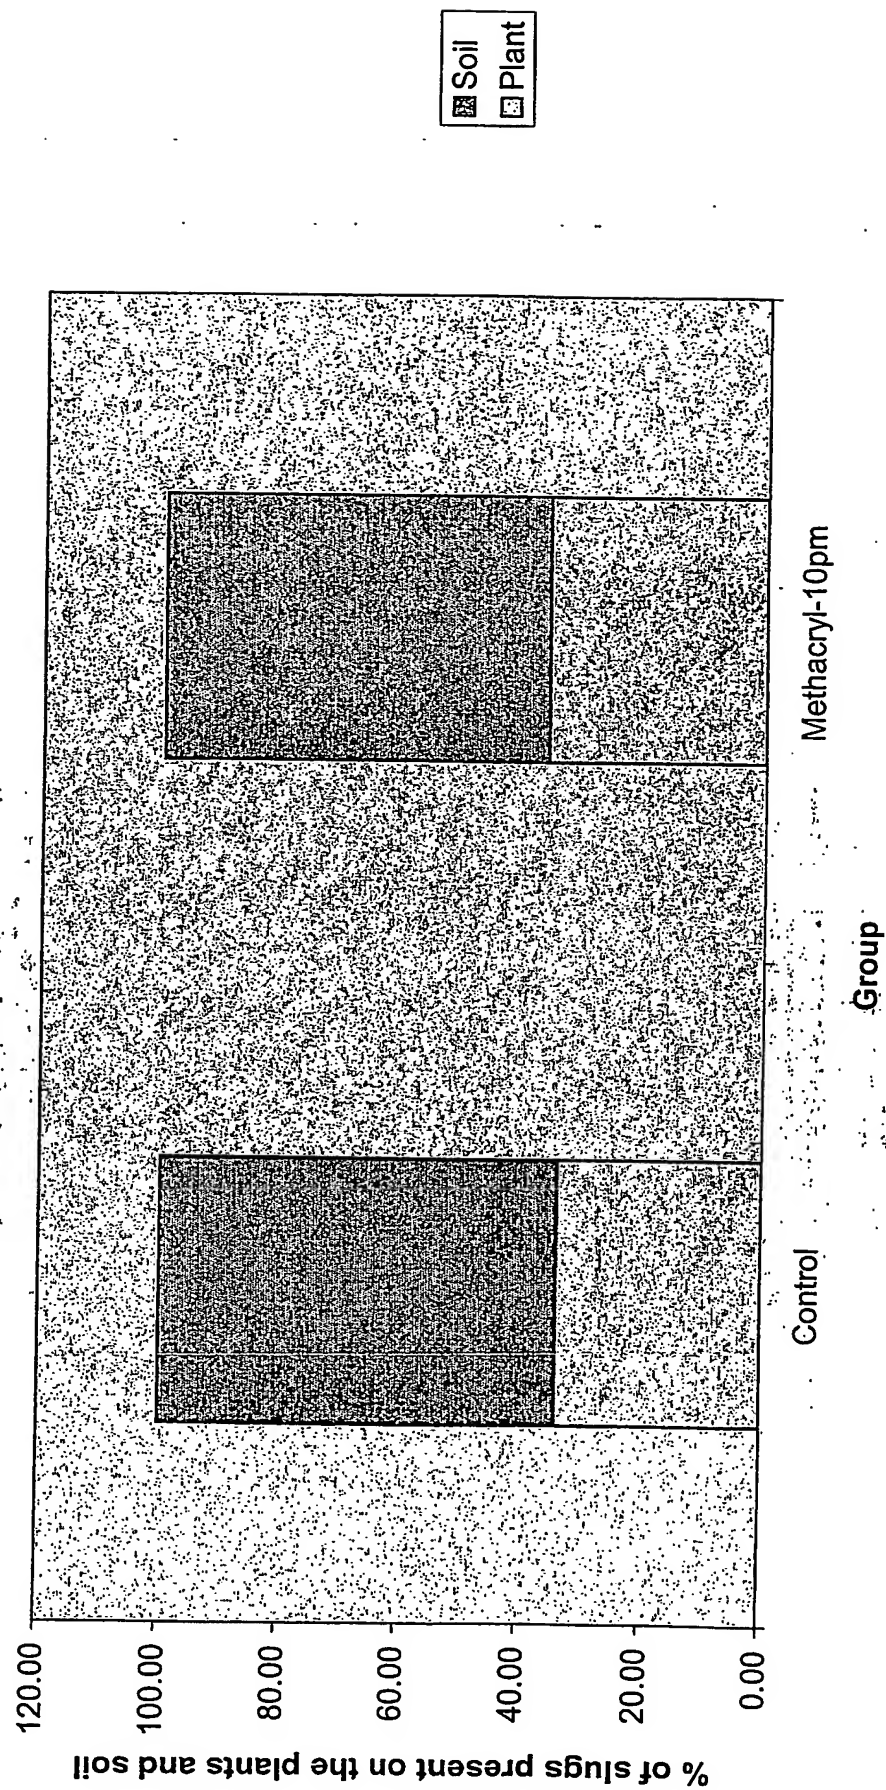 120.00
100.00
80.00
60.00
40.00
20.00
0.00
% of slugs present on the plants and soil
Control
Methacryl-10pm
Group
Soil
Plant